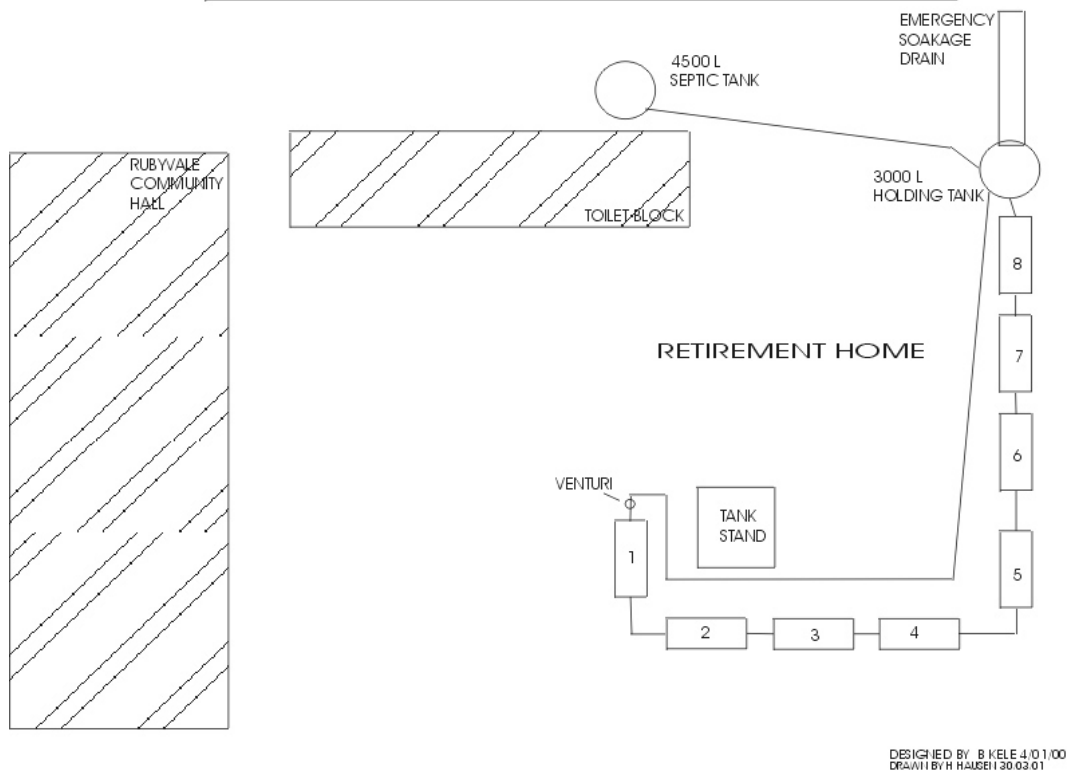 EMERGENCY
SOAKAGE
DRAIN
4500 L
SEPTIC TANK
RUBYVALE
COMMUNITY
HALL
3000 L
HOLDING TANK
TOILET BLOCK
8
RETIREMENT HOME
7
6
VENTURI
TANK
STAND
1
5
2
3
4
DESIGNED BY B KELE 4/01/00
DRAWN BY H HAUSEN 30.03.01